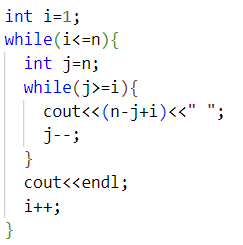 int i=1;
while(i<=n){
  int j=n;
  while(j>=i){
    cout<<(n-j+i)<<" ";
    j--;
  }
  cout<<endl;
  i++;
}